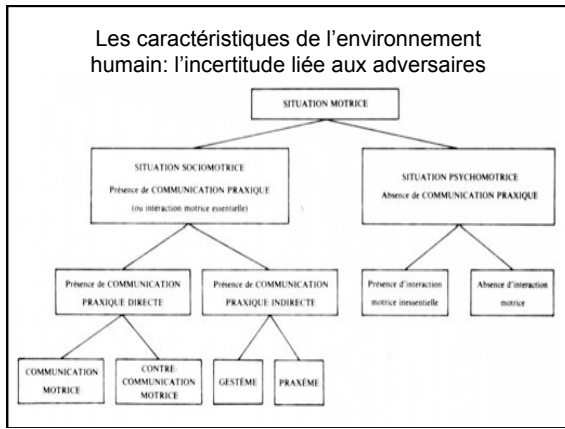 Les caractéristiques de l'environnement
humain: l'incertitude liée aux adversaires
SITUATION MOTRICE
SITUATION SOCIOMOTRICE
Présence de COMMUNICATION PRAXIQUE
(ou intéraction motrice essentielle)
SITUATION PSYCHOMOTRICE
Absence de COMMUNICATION PRAXIQUE
Présence de COMMUNICATION
PRAXIQUE DIRECTE
Présence de COMMUNICATION
PRAXIQUE INDIRECTE
Présence d'interaction
motrice inessentielle
Absence d'interaction
motrice
COMMUNICATION
MOTRICE
CONTRE-
COMMUNICATION
MOTRICE
GESTÈME
PRAXÈME